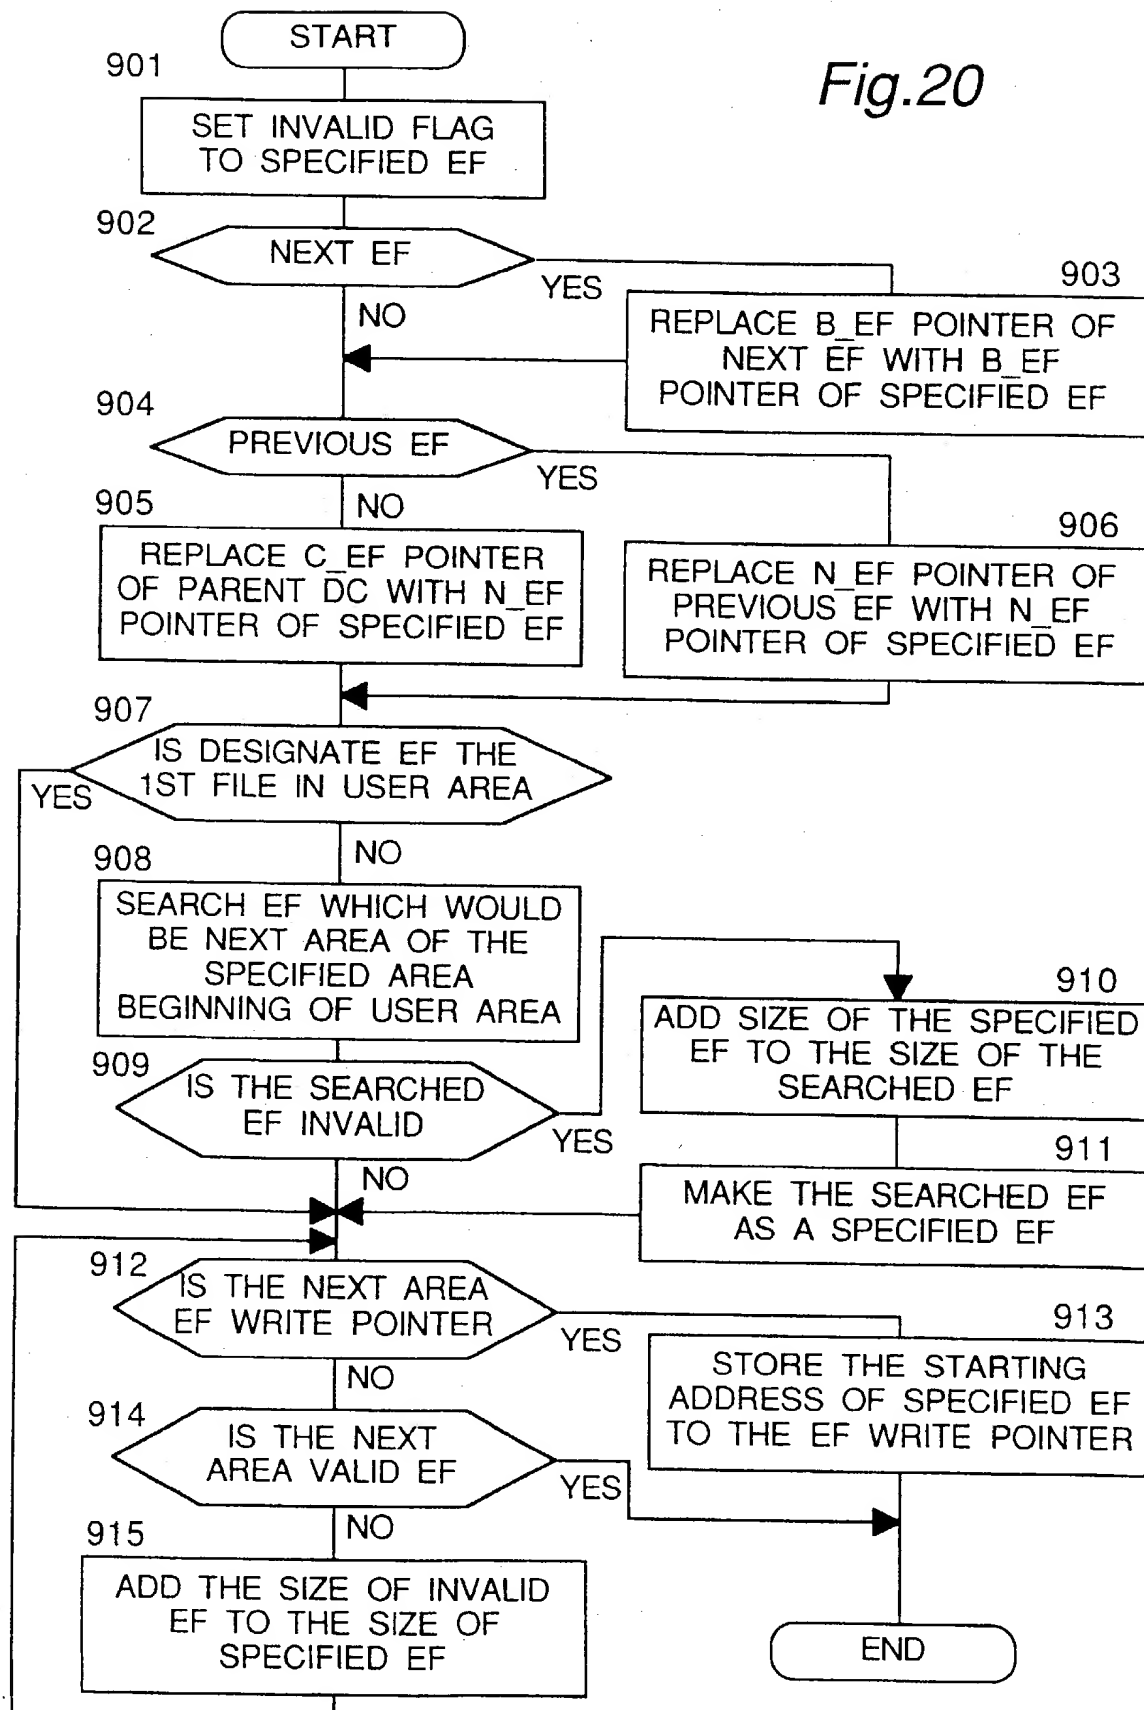 START
Fig.20
901
SET INVALID FLAG
TO SPECIFIED EF
902
NEXT EF
YES
NO
903
REPLACE B_EF POINTER OF
NEXT EF WITH B_EF
POINTER OF SPECIFIED EF
904
PREVIOUS EF
YES
NO
905
REPLACE C_EF POINTER
OF PARENT DC WITH N_EF
POINTER OF SPECIFIED EF
906
REPLACE N_EF POINTER OF
PREVIOUS EF WITH N_EF
POINTER OF SPECIFIED EF
907
IS DESIGNATE EF THE
1ST FILE IN USER AREA
YES
NO
908
SEARCH EF WHICH WOULD
BE NEXT AREA OF THE
SPECIFIED AREA
BEGINNING OF USER AREA
909
IS THE SEARCHED
EF INVALID
YES
NO
910
ADD SIZE OF THE SPECIFIED
EF TO THE SIZE OF THE
SEARCHED EF
911
MAKE THE SEARCHED EF
AS A SPECIFIED EF
912
IS THE NEXT AREA
EF WRITE POINTER
YES
NO
913
STORE THE STARTING
ADDRESS OF SPECIFIED EF
TO THE EF WRITE POINTER
914
IS THE NEXT
AREA VALID EF
YES
NO
915
ADD THE SIZE OF INVALID
EF TO THE SIZE OF
SPECIFIED EF
END